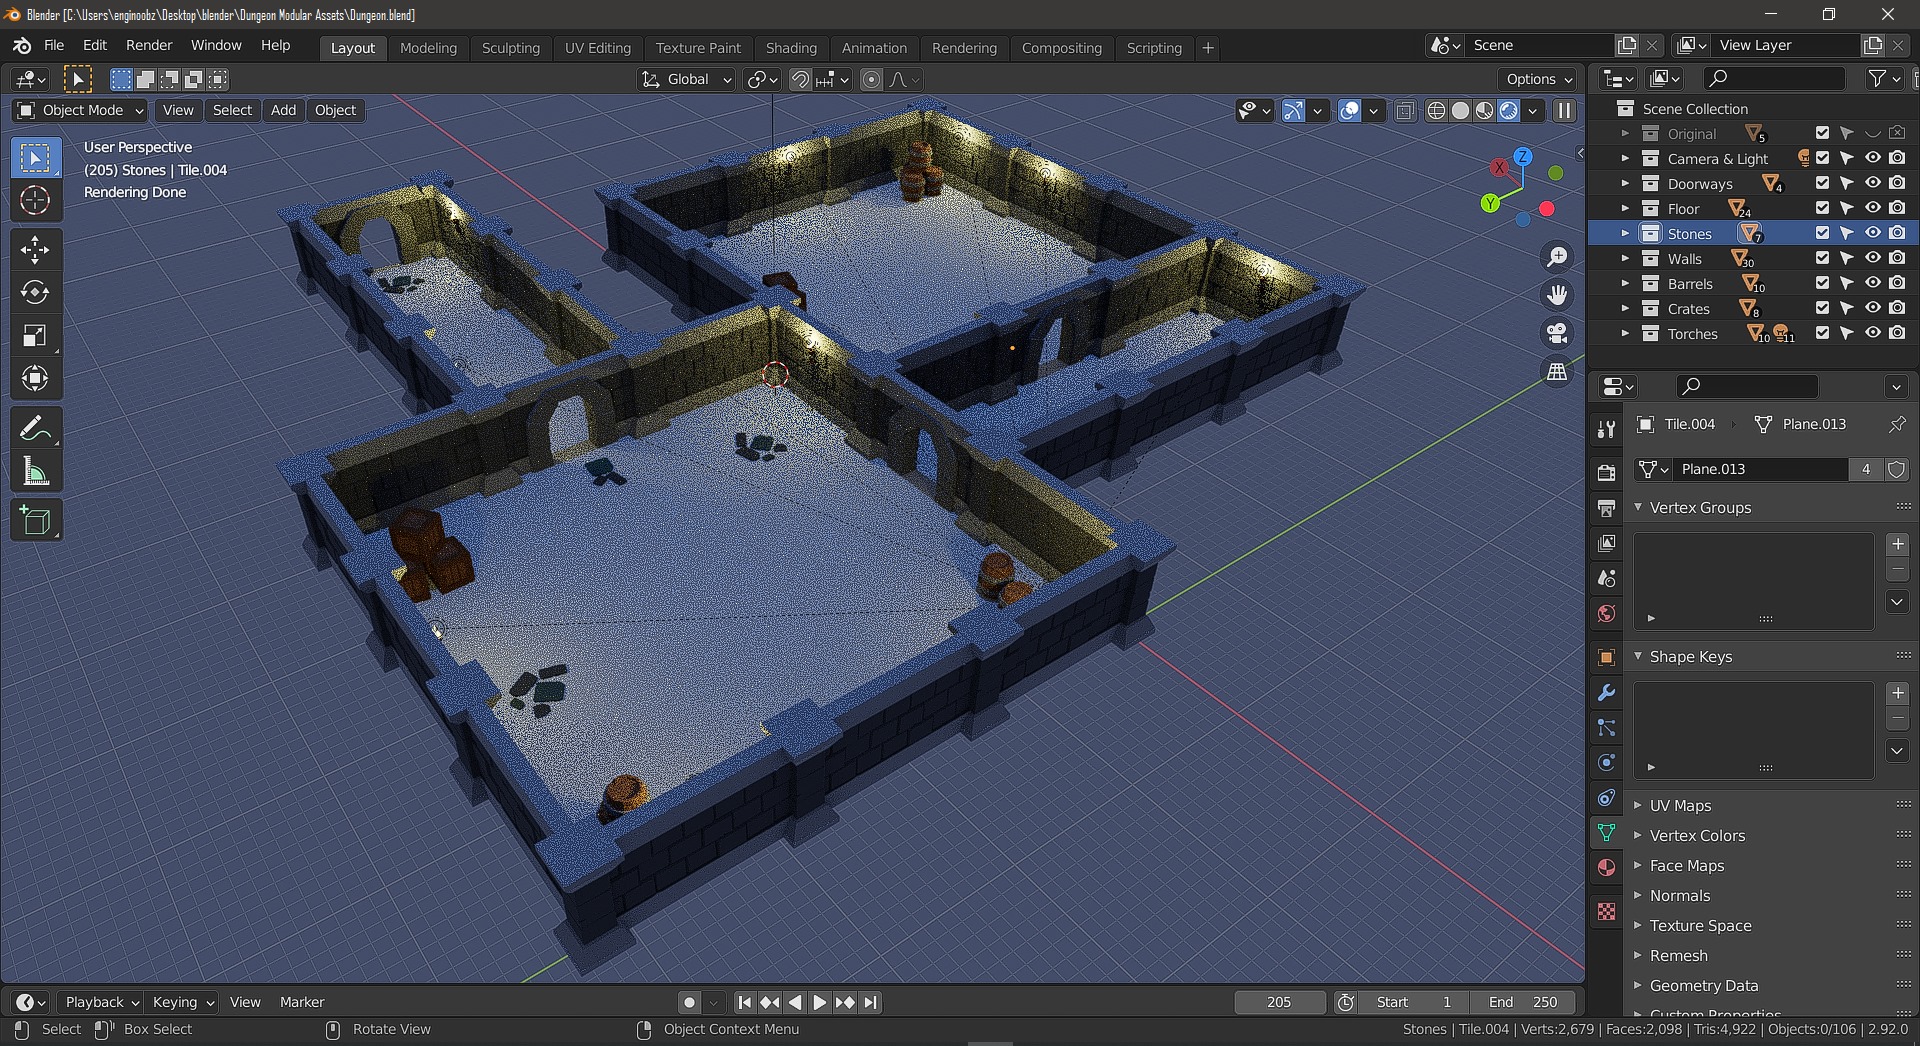 Blender [C:\Users\enginoobz\Desktop\blender\Dungeon Modular Assets\Dungeon.blend]
File Edit Render Window Help Layout Modeling Sculpting UV Editing Texture Paint Shading Animation Rendering Compositing Scripting + Scene View Layer
Global Options
Object Mode View Select Add Object
User Perspective
(205) Stones | Tile.004
Rendering Done
X Y Z
Scene Collection
Original 5
Camera & Light
Doorways 4
Floor 24
Stones 7
Walls 30
Barrels 10
Crates 8
Torches 10 11
Tile.004 Plane.013
Plane.013 4
Vertex Groups
Shape Keys
UV Maps
Vertex Colors
Face Maps
Normals
Texture Space
Remesh
Geometry Data
Custom Properties
Playback Keying View Marker 205 Start 1 End 250
Select Box Select Rotate View Object Context Menu Stones | Tile.004 | Verts:2,679 | Faces:2,098 | Tris:4,922 | Objects:0/106 | 2.92.0